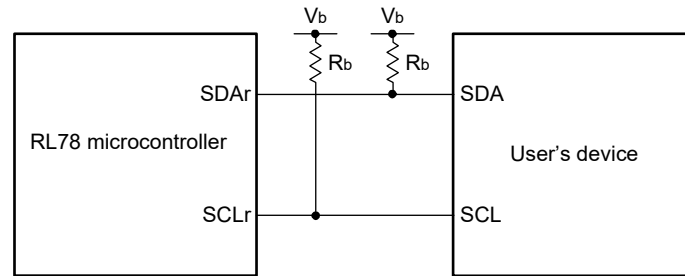 Vb Vb
Rb Rb
SDAr SDA
RL78 microcontroller User’s device
SCLr SCL